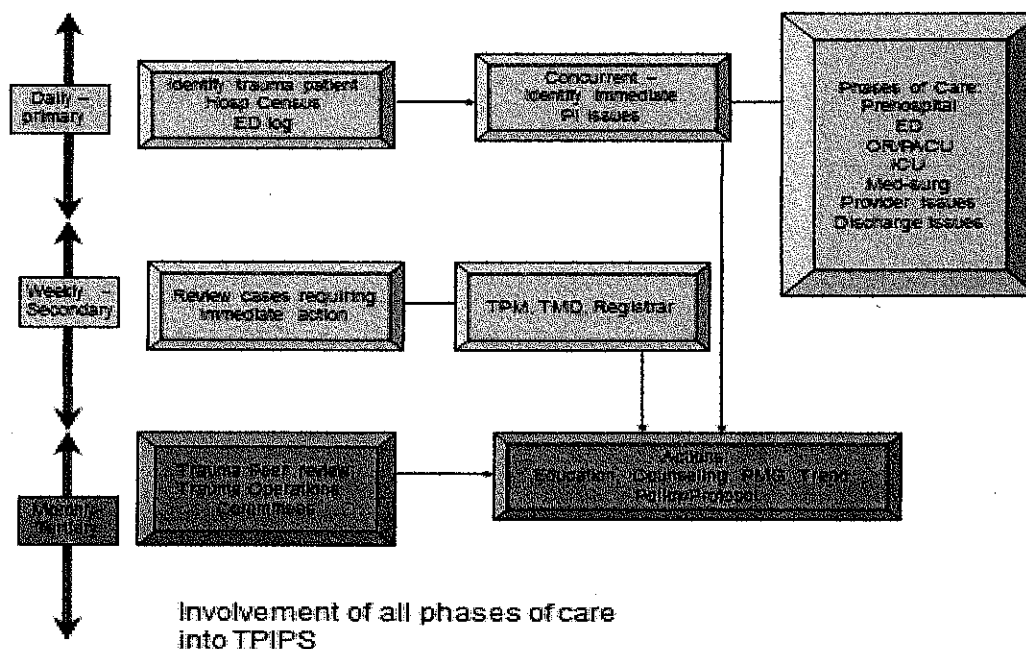 Daily –
primary
Identify trauma patient
Hosp Census
ED log
Concurrent –
Identify Immediate
PI Issues
Phases of Care:
Prehospital
ED
OR/PACU
ICU
Med-surg
Provider Issues
Discharge Issues
Weekly –
Secondary
Review cases requiring
immediate action
TPM, TMD, Registrar
Monthly
Tertiary
Trauma Peer review
Trauma Operations
Committee
Actions
Education, Counseling, PMG, Trend
Policy/Protocol
Involvement of all phases of care
into TPIPS